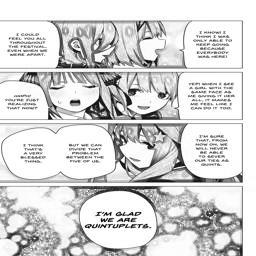 I KNOW! I
KNOW I WAS
ONLY ABLE TO
KEEP GOING
BECAUSE
EVERYBODY
WAS HERE!
I COULD
FEEL YOU ALL
THROUGHOUT
THE FESTIVAL,
EVEN WHEN WE
WERE APART.
YEP! WHEN I SEE
A GIRL WITH THE
SAME FACE AS
ME GIVING IT HER
ALL, IT MAKES
ME FEEL LIKE I
CAN DO IT TOO.
YOU'RE JUST
REALIZING
THAT NOW?
I'M SURE
THAT, FROM
NOW ON, WE
WILL NEVER
BE ABLE
TO SEVER
OUR TIES AS
QUINTS.
BUT WE CAN
DIVIDE THAT
PROBLEM
BETWEEN THE
FIVE OF US.
I THINK
THAT'S
A VERY
BLESSED
THING.
I'M GLAD
WE ARE
QUINTUPLETS.